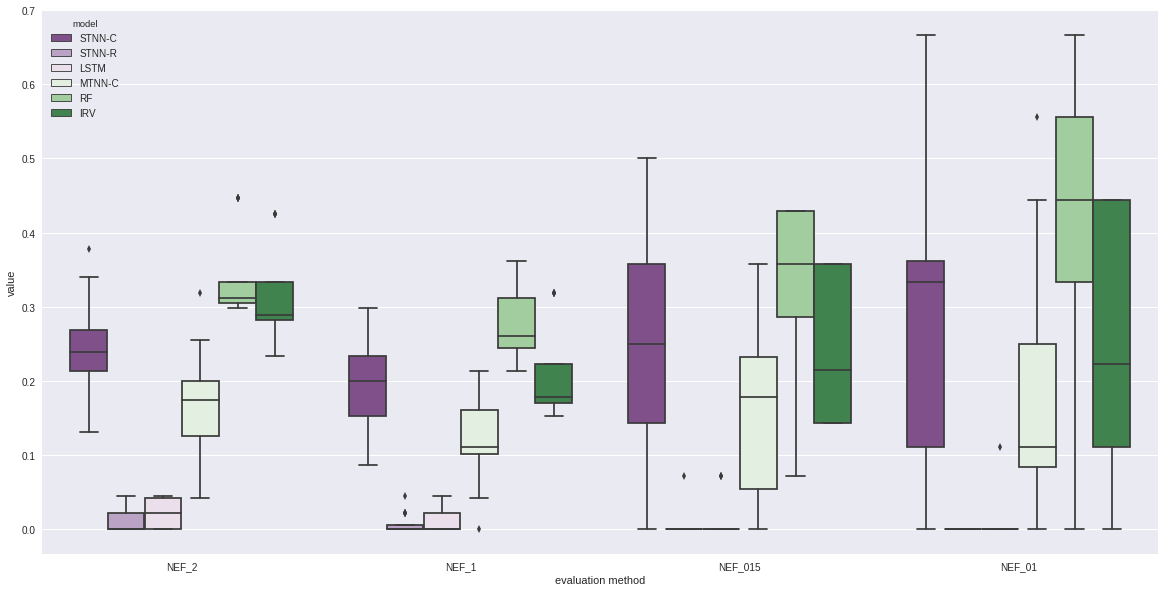 model
STNN-C
STNN-R
LSTM
MTNN-C
RF
IRV
value
0.7
0.6
0.5
0.4
0.3
0.2
0.1
0.0
NEF_2 NEF_1 NEF_015 NEF_01
evaluation method